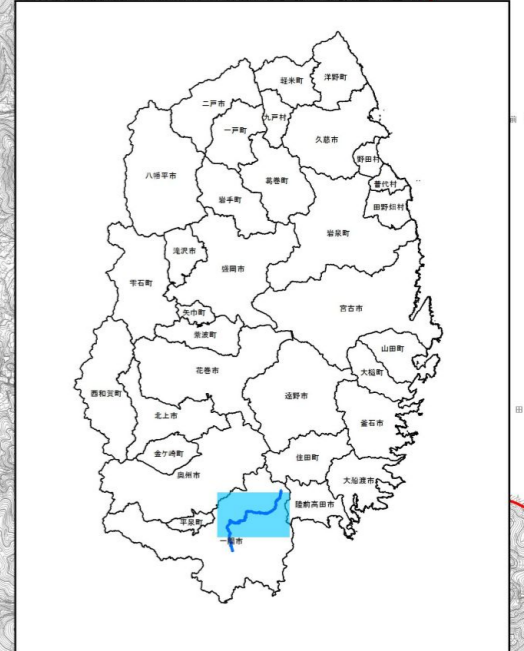 洋野町
軽米町
二戸市
九戸村
一戸町
久慈市
野田村
八幡平市
葛巻町
普代村
岩手町
田野畑村
岩泉町
滝沢市
盛岡市
雫石町
宮古市
矢巾町
紫波町
山田町
花巻市
大槌町
西和賀町
遠野市
北上市
釜石市
金ケ崎町
住田町
奥州市
大船渡市
陸前高田市
平泉町
一関市
田